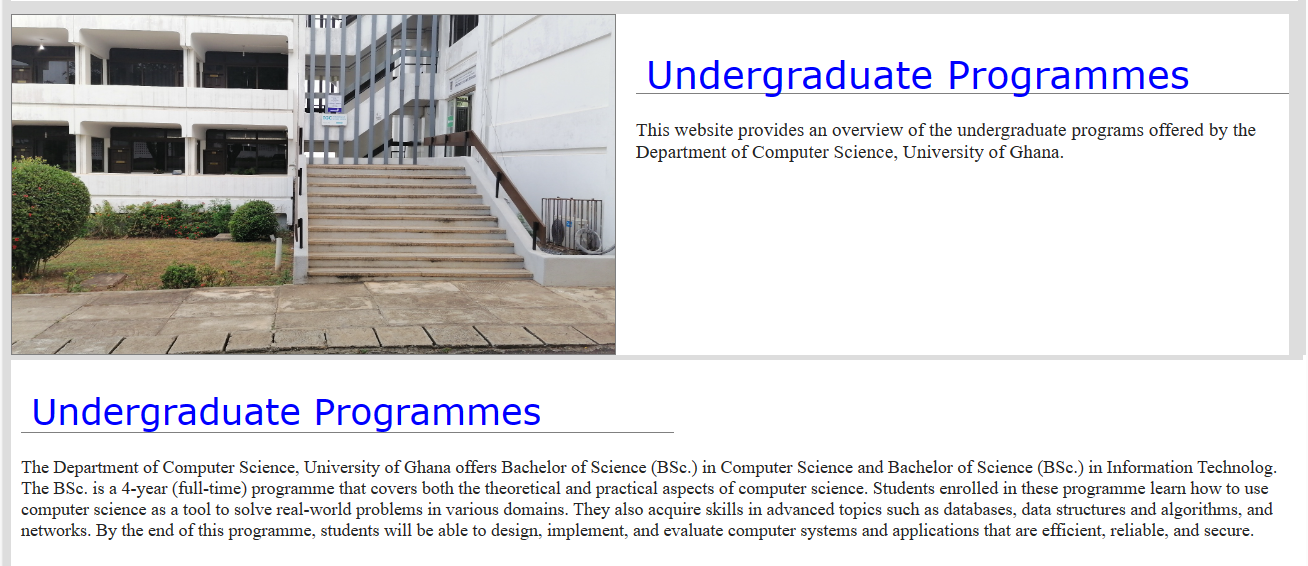 Undergraduate Programmes
This website provides an overview of the undergraduate programs offered by the
Department of Computer Science, University of Ghana.
Undergraduate Programmes
The Department of Computer Science, University of Ghana offers Bachelor of Science (BSc.) in Computer Science and Bachelor of Science (BSc.) in Information Technolog.
The BSc. is a 4-year (full-time) programme that covers both the theoretical and practical aspects of computer science. Students enrolled in these programme learn how to use
computer science as a tool to solve real-world problems in various domains. They also acquire skills in advanced topics such as databases, data structures and algorithms, and
networks. By the end of this programme, students will be able to design, implement, and evaluate computer systems and applications that are efficient, reliable, and secure.